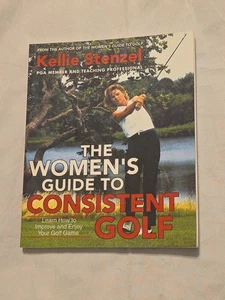 FROM THE AUTHOR OF THE WOMEN'S GUIDE TO GOLF
Kellie Stenzel
PGA MEMBER AND TEACHING PROFESSIONAL
THE
WOMEN'S
GUIDE TO
CONSISTENT
GOLF
Learn How to
Improve and Enjoy
Your Golf Game